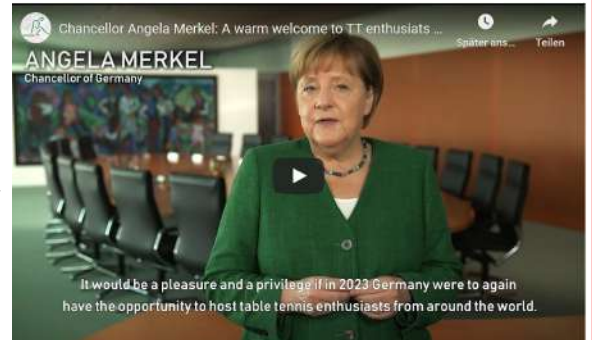 Chancellor Angela Merkel: A warm welcome to TT enthusiats ...
Später ans...
Teilen
ANGELA MERKEL
Chancellor of Germany
It would be a pleasure and a privilege if in 2023 Germany were to again
have the opportunity to host table tennis enthusiasts from around the world.